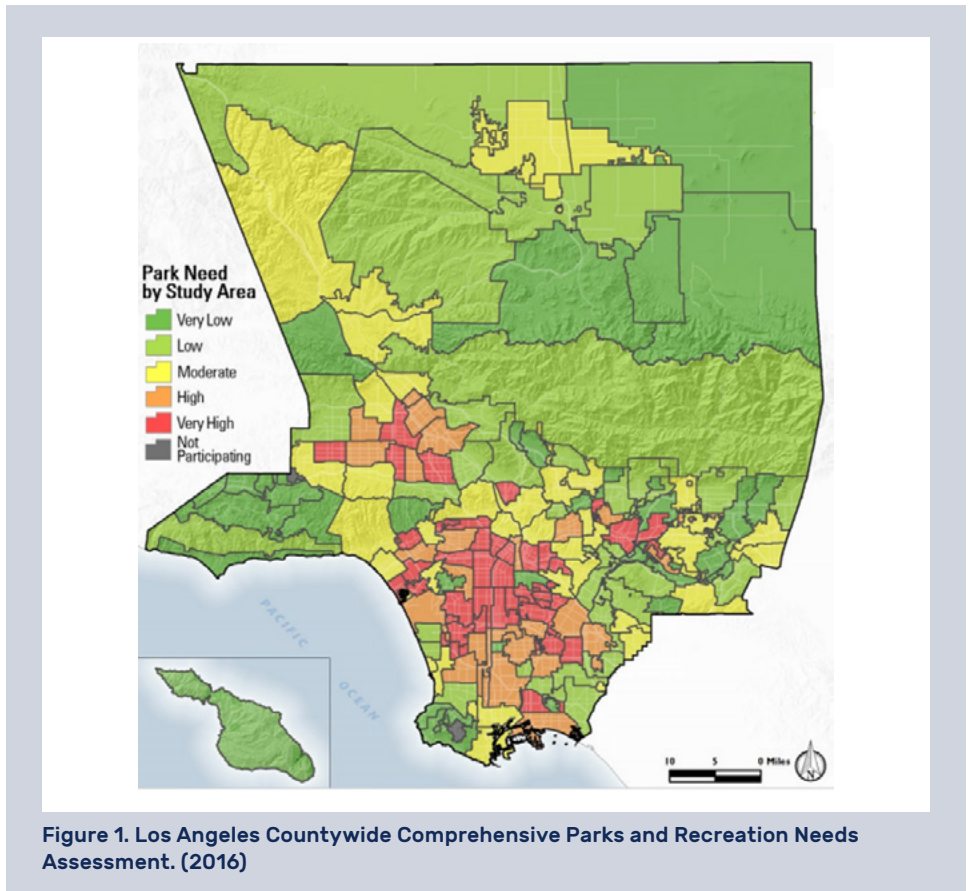 Park Need
by Study Area
Very Low
Low
Moderate
High
Very High
Not
Participating
PACIFIC
OCEAN
10 5 0 Miles
N
Figure 1. Los Angeles Countywide Comprehensive Parks and Recreation Needs
Assessment. (2016)